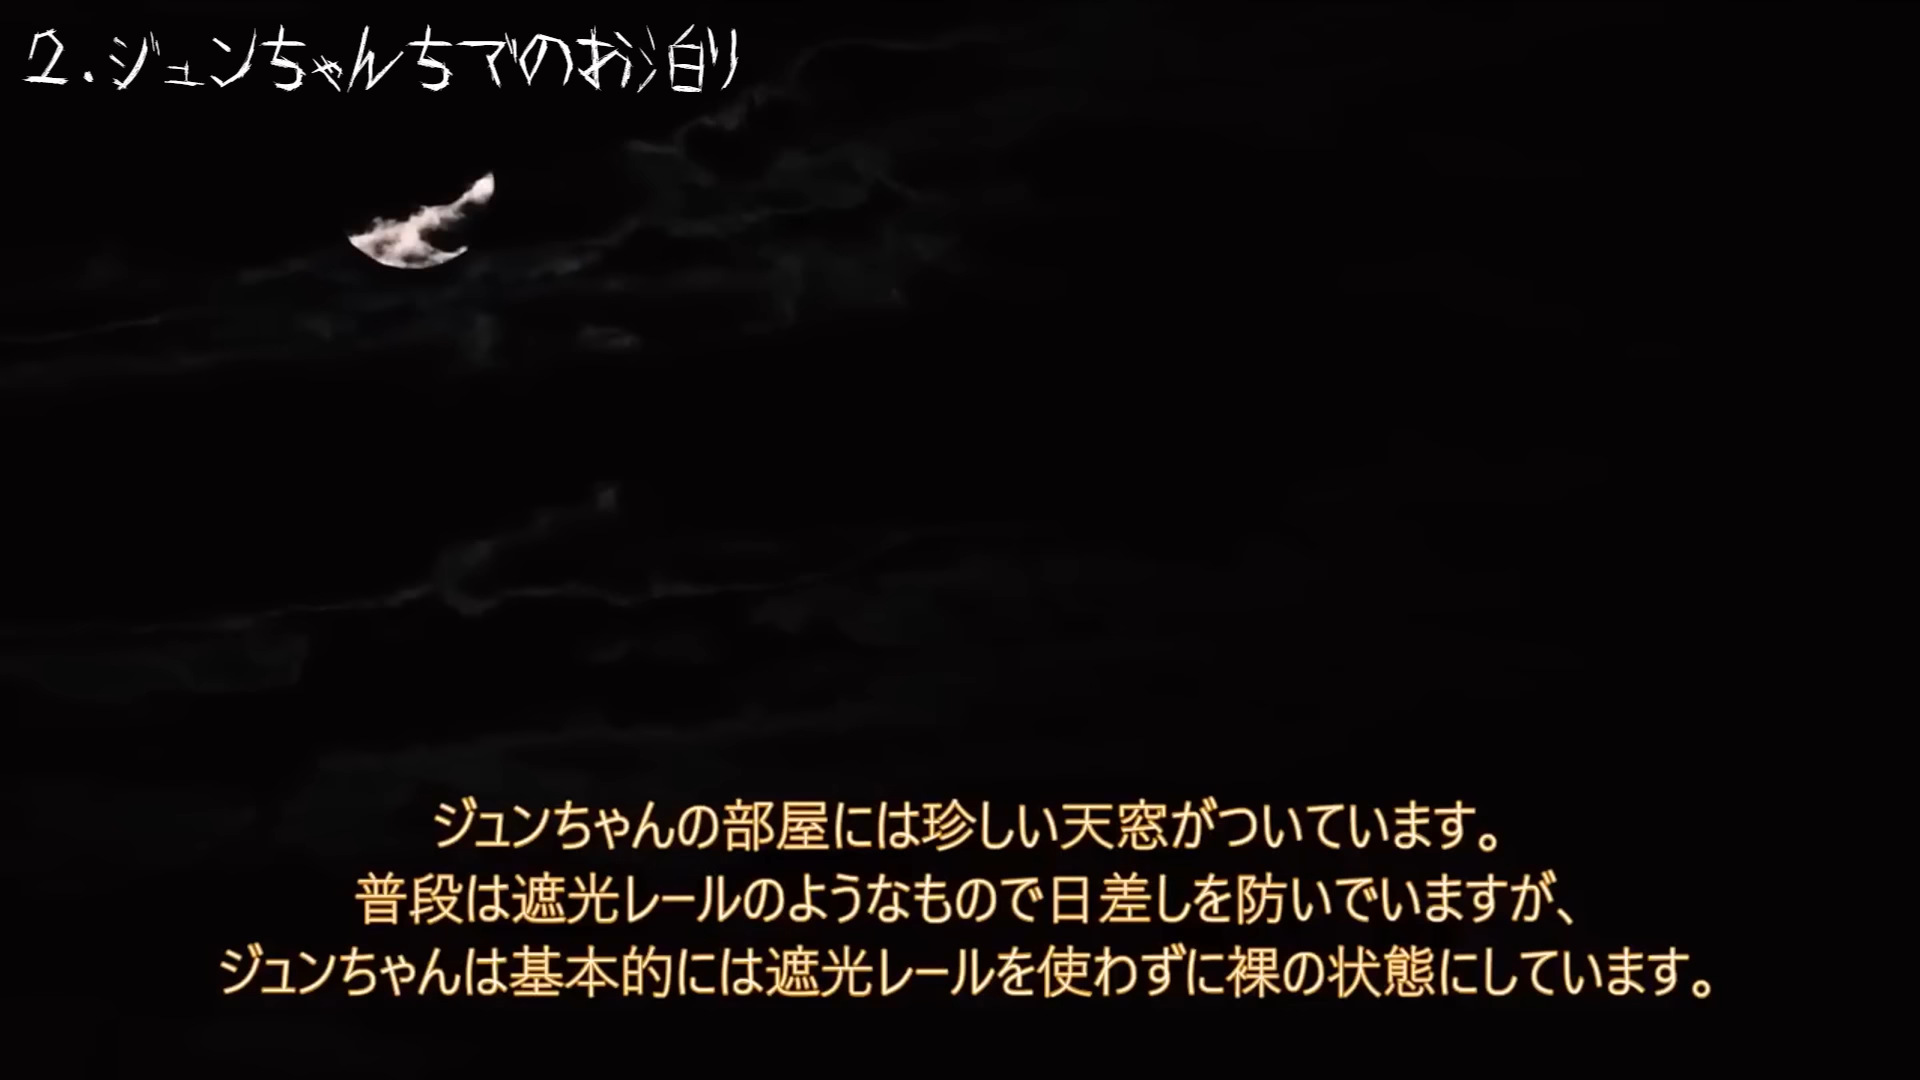 2.ジュンちゃんちでのお泊り
ジュンちゃんの部屋には珍しい天窓がついています。
普段は遮光レールのようなもので日差しを防いでいますが、
ジュンちゃんは基本的には遮光レールを使わずに裸の状態にしています。